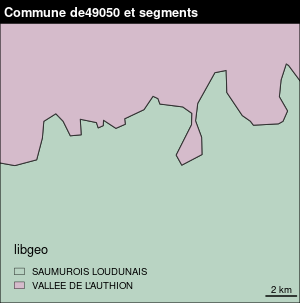 Commune de49050 et segments
libgeo
SAUMUROIS LOUDUNAIS
VALLEE DE L'AUTHION
2 km